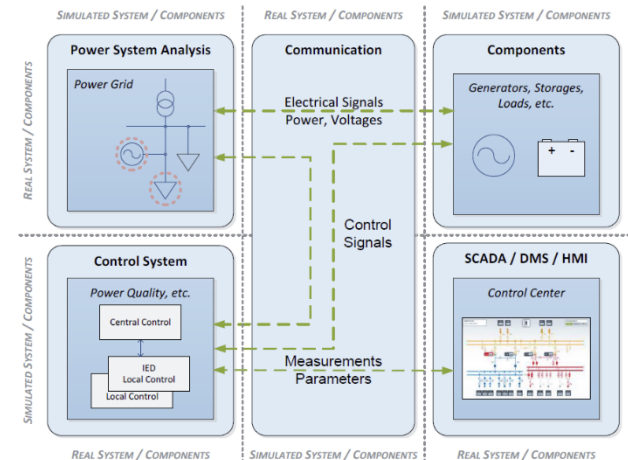 SIMULATED SYSTEM / COMPONENTS
REAL SYSTEM / COMPONENTS
SIMULATED SYSTEM / COMPONENTS
REAL SYSTEM / COMPONENTS
Power System Analysis
Power Grid
Communication
Electrical Signals
Power, Voltages
Components
Generators, Storages,
Loads, etc.
+ -
Control
Signals
SIMULATED SYSTEM / COMPONENTS
Control System
Power Quality, etc.
Central Control
IED
Local Control
Local Control
Measurements
Parameters
SCADA / DMS / HMI
Control Center
REAL SYSTEM / COMPONENTS
SIMULATED SYSTEM / COMPONENTS
REAL SYSTEM / COMPONENTS